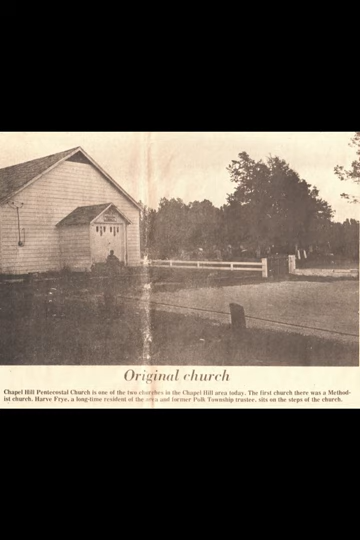 Original church
Chapel Hill Penterostal Church is one of the two churches in the Chapel Hill area today. The first church there was a Method-
ist church. Harve Frye, a long-time resident of the area and former Polk Township trustee, sits on the steps of the church.